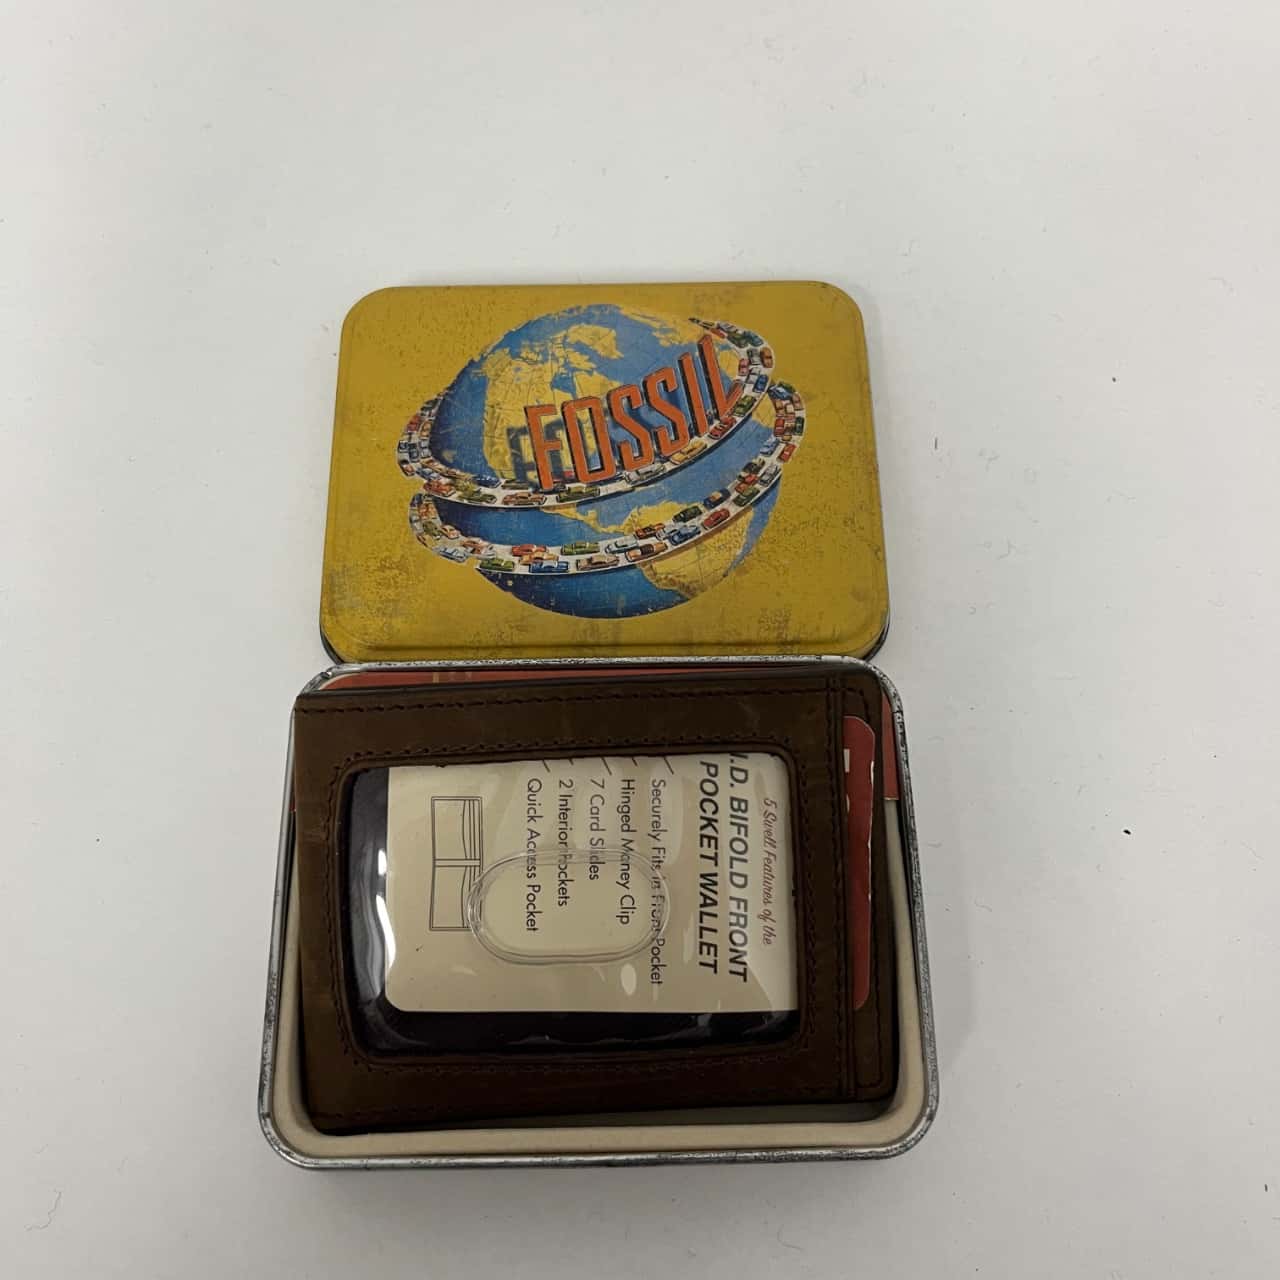 FOSSIL
5 Swell Features of the
I.D. BIFOLD FRONT
POCKET WALLET
Securely Fits in Front Pocket
Hinged Money Clip
7 Card Slides
2 Interior Pockets
Quick Access Pocket